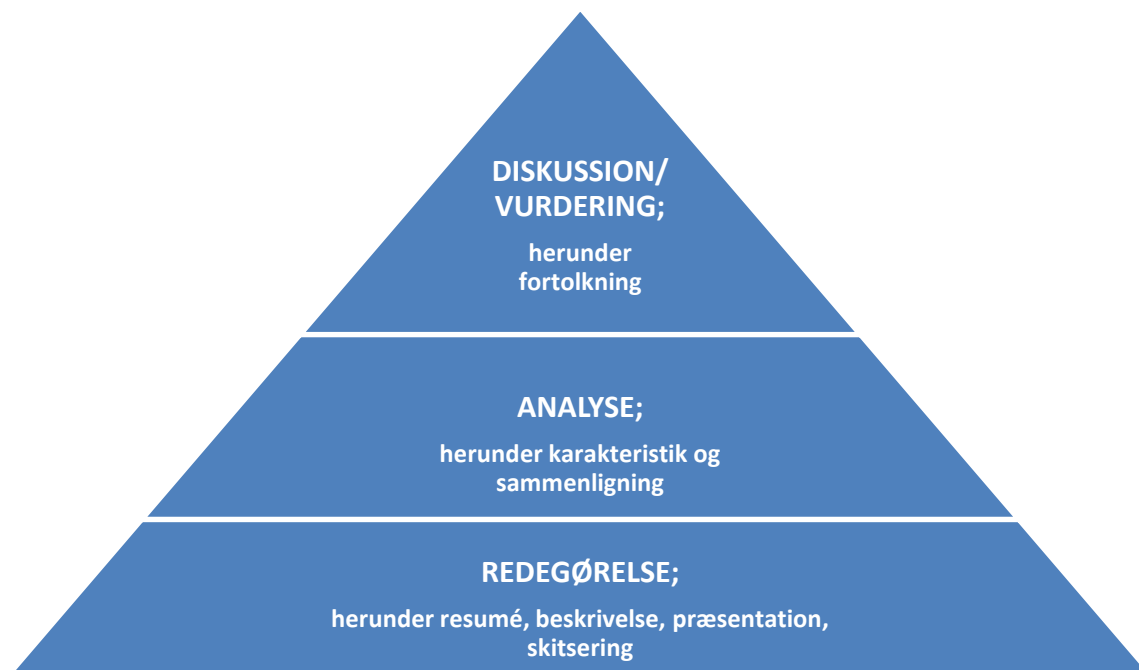 DISKUSSION/
VURDERING;
herunder
fortolkning
ANALYSE;
herunder karakteristik og
sammenligning
REDEGØRELSE;
herunder resumé, beskrivelse, præsentation,
skitsering